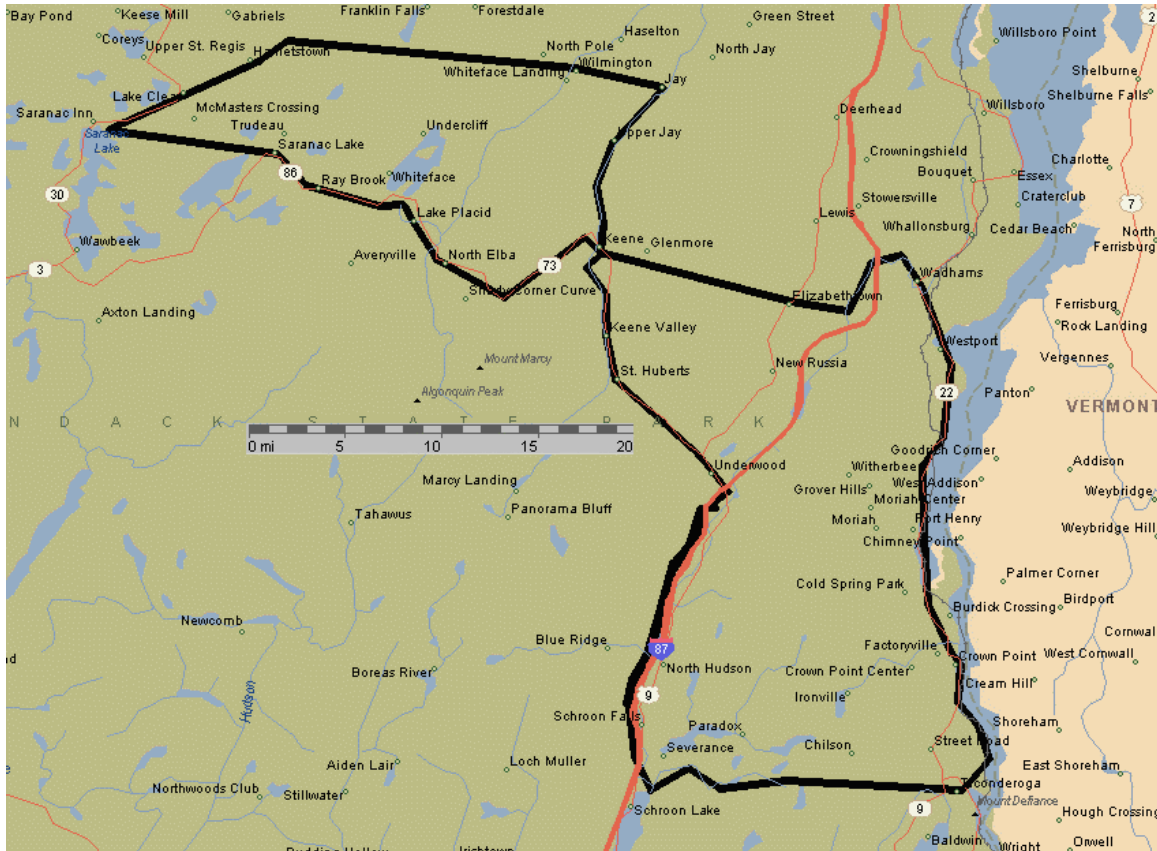 Bay Pond
Keese Mill
Gabriels
Franklin Falls
Forestdale
Green Street
2
Coreys
Upper St. Regis
Harrietstown
North Pole
Haselton
North Jay
Willsboro Point
Wilmington
Whiteface Landing
Jay
Shelburne
Shelburne Falls
Lake Clear
McMasters Crossing
Saranac Inn
Trudeau
Undercliff
Deerhead
Willsboro
Saranac
Lake
Saranac Lake
Upper Jay
Crowningshield
Charlotte
86
Ray Brook
Whiteface
Bouquet
Essex
30
Stowersville
Craterclub
7
Lake Placid
Lewis
Whallonsburg
Cedar Beach
North
Ferrisburg
Wawbeek
Keene
Glenmore
3
Averyville
North Elba
73
Wadhams
Sharp Corner Curve
Elizabethtown
Ferrisburg
Axton Landing
Rock Landing
Keene Valley
Westport
Mount Marcy
New Russia
Vergennes
St. Huberts
Algonquin Peak
22
Panton
VERMONT
N D A C K S T A T E P A R K
0 mi 5 10 15 20
Goodrich Corner
Underwood
Witherbee
Addison
Marcy Landing
Grover Hills
West Addison
Moriah Center
Weybridge
Panorama Bluff
Tahawus
Moriah
Port Henry
Weybridge Hill
Chimney Point
Cold Spring Park
Palmer Corner
Burdick Crossing
Birdport
Newcomb
Blue Ridge
87
Factoryville
Cornwal
West Cornwall
nd
Boreas River
North Hudson
Crown Point Center
Crown Point
Hudson
9
Ironville
Cream Hill
Schroon Falls
Paradox
Shoreham
Severance
Chilson
Street Road
Aiden Lair
Loch Muller
East Shoreham
Northwoods Club
Stillwater
Ticonderoga
Mount Defiance
Schroon Lake
9
Hough Crossing
Baldwin
Wright
Orwell
Irishtown